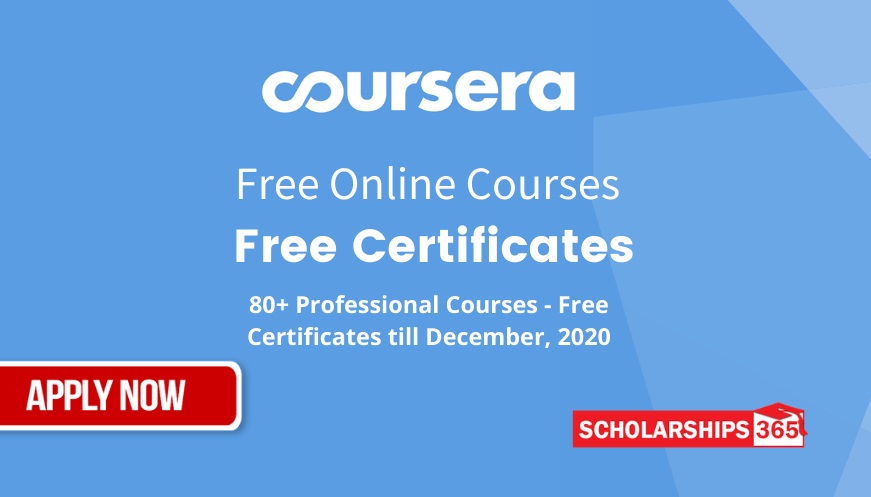 coursera
Free Online Courses
Free Certificates
80+ Professional Courses - Free
Certificates till December, 2020
APPLY NOW
SCHOLARSHIPS 365